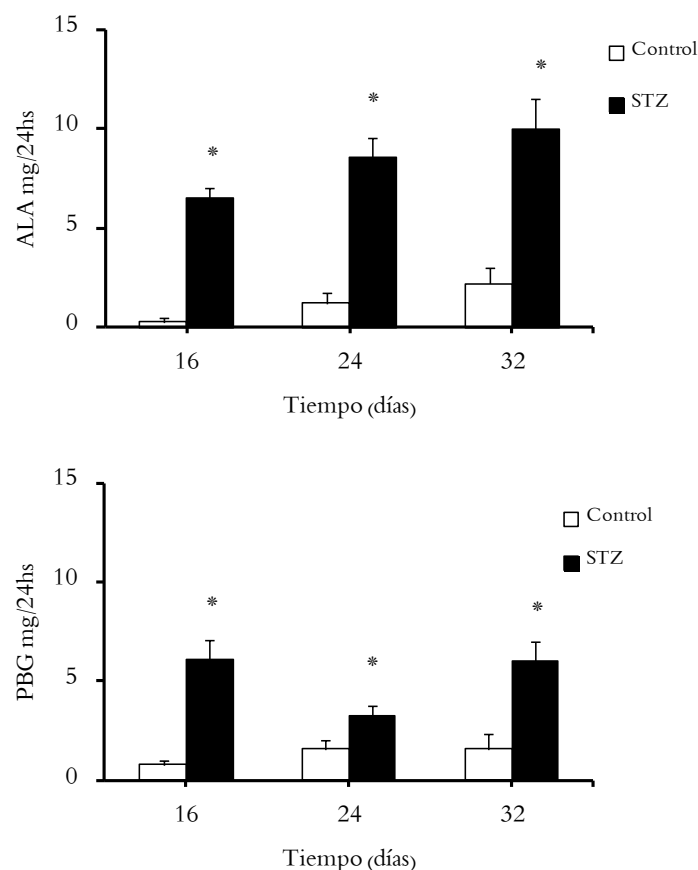 15
Control
STZ
*
*
*
10
ALA mg/24hs
5
0
16
24
32
Tiempo (días)
15
Control
STZ
10
*
*
*
PBG mg/24hs
5
0
16
24
32
Tiempo (días)